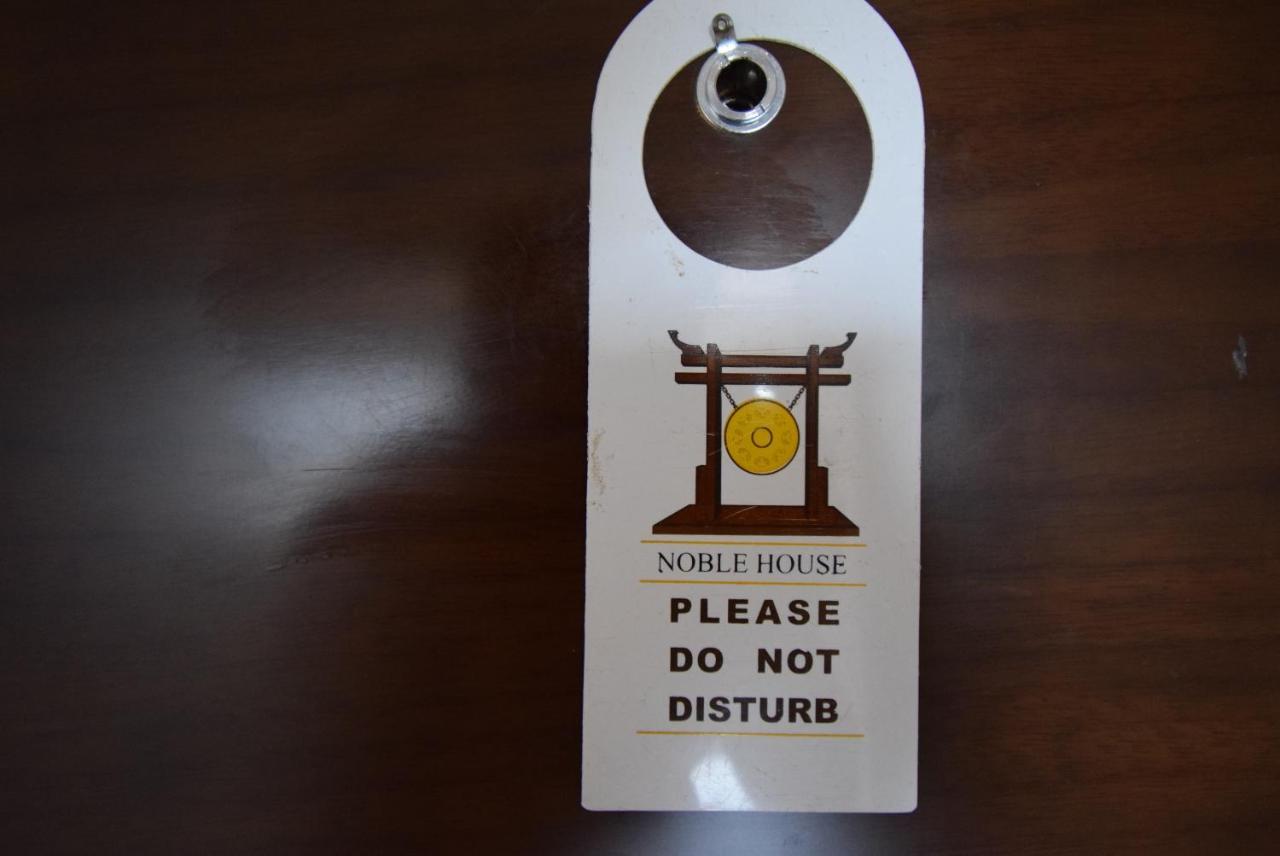 NOBLE HOUSE
PLEASE
DO NOT
DISTURB